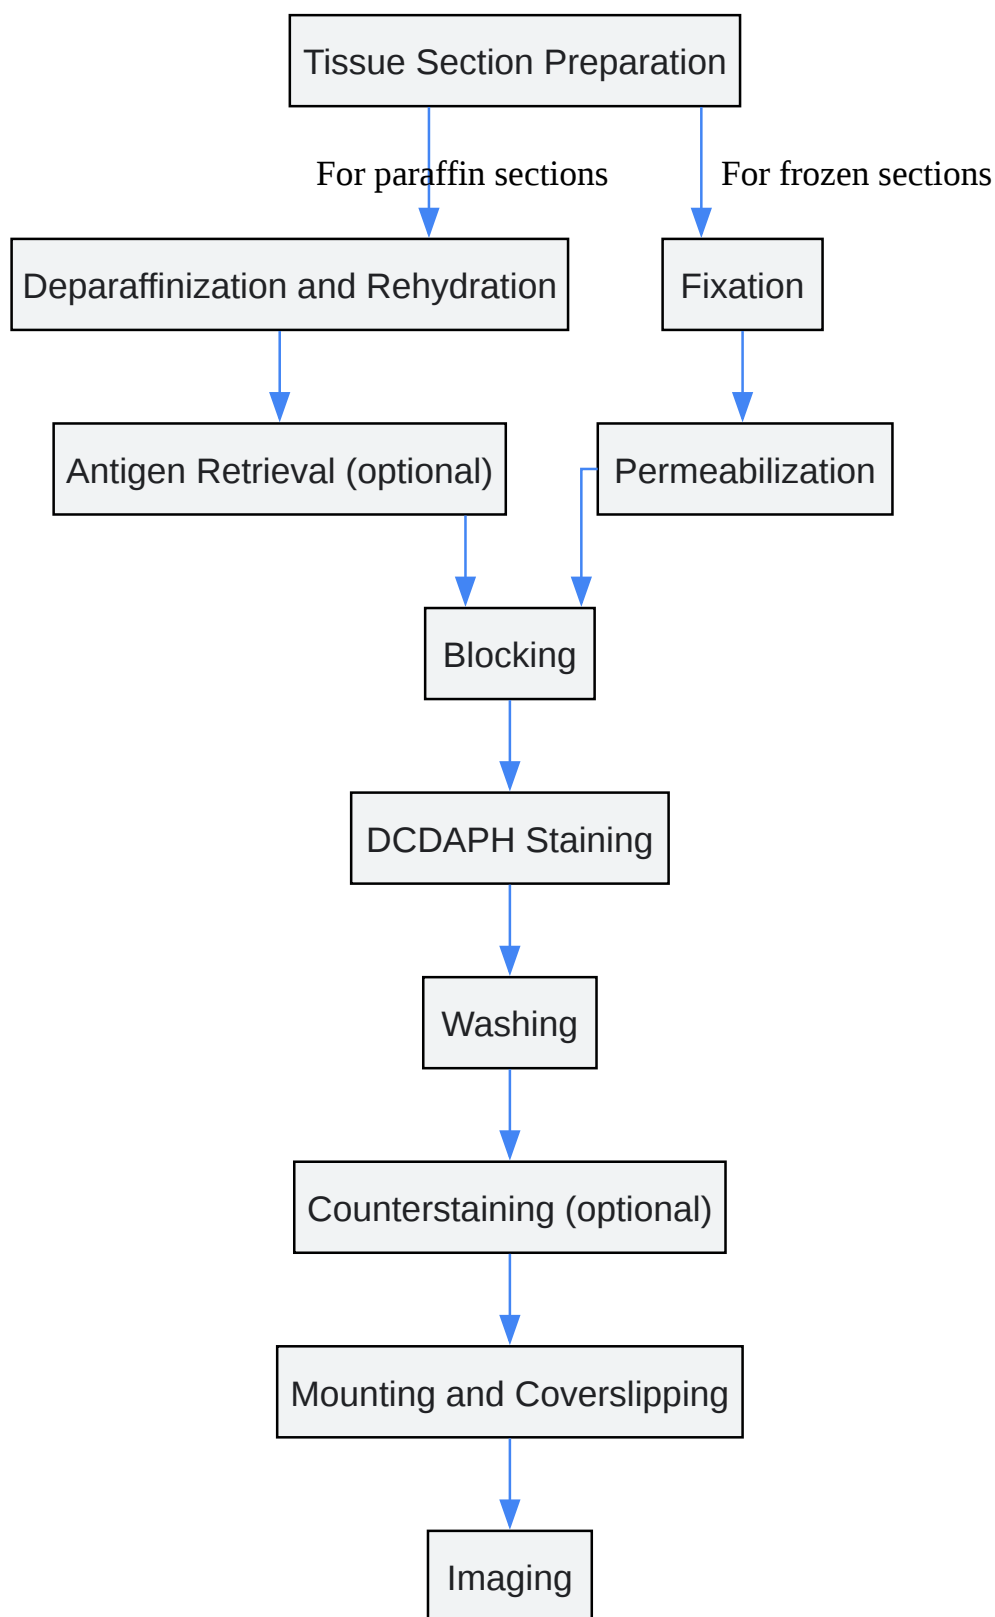 Tissue Section Preparation
For paraffin sections
For frozen sections
Deparaffinization and Rehydration
Fixation
Antigen Retrieval (optional)
Permeabilization
Blocking
DCDAPH Staining
Washing
Counterstaining (optional)
Mounting and Coverslipping
Imaging